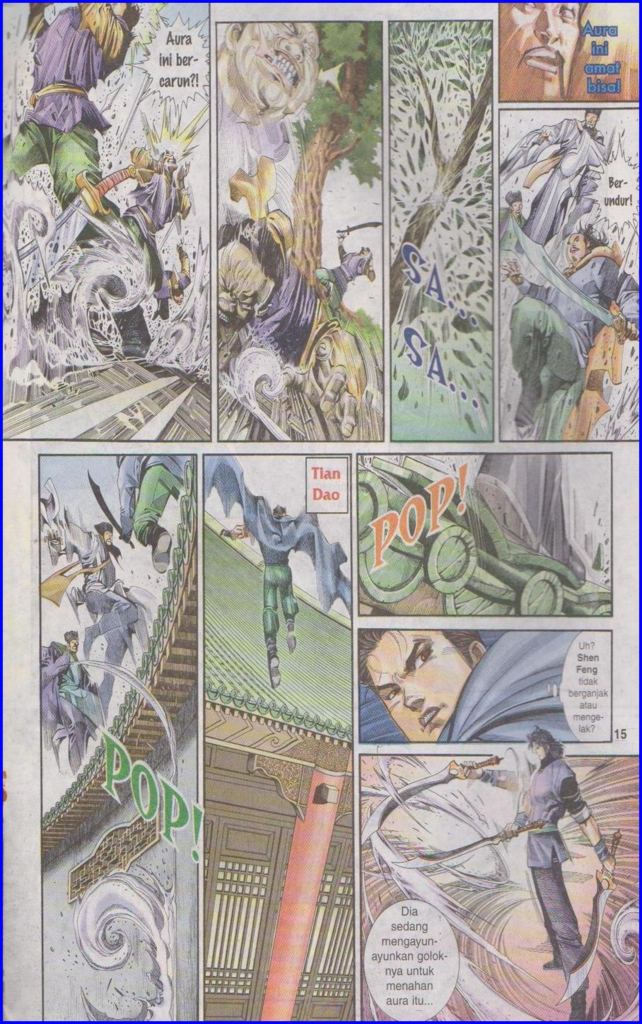 Aura
ini ber-
carun?!
Aura
ini
amat
bisa!
SA...
SA...
Ber-
undur!
POP!
Tian
Dao
POP!
Uh?
Shen
Feng
tidak
berganjak
atau
menge-
lak?
15
Dia
sedang
mengayun-
ayunkan golok-
nya untuk
menahan
aura itu...